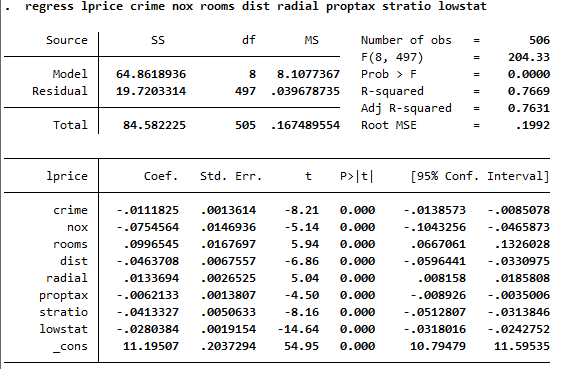 . regress lprice crime nox rooms dist radial proptax stratio lowstat
Source SS df MS Number of obs = 506
F(8, 497) = 204.33
Model 64.8618936 8 8.1077367 Prob > F = 0.0000
Residual 19.7203314 497 .039678735 R-squared = 0.7669
Adj R-squared = 0.7631
Total 84.582225 505 .167489554 Root MSE = .1992
lprice Coef. Std. Err. t P>|t| [95% Conf. Interval]
crime -.0111825 .0013614 -8.21 0.000 -.0138573 -.0085078
nox -.0754564 .0146936 -5.14 0.000 -.1043256 -.0465873
rooms .0996545 .0167697 5.94 0.000 .0667061 .1326028
dist -.0463708 .0067557 -6.86 0.000 -.0596441 -.0330975
radial .0133694 .0026525 5.04 0.000 .008158 .0185808
proptax -.0062133 .0013807 -4.50 0.000 -.008926 -.0035006
stratio -.0413327 .0050633 -8.16 0.000 -.0512807 -.0313846
lowstat -.0280384 .0019154 -14.64 0.000 -.0318016 -.0242752
_cons 11.19507 .2037294 54.95 0.000 10.79479 11.59535